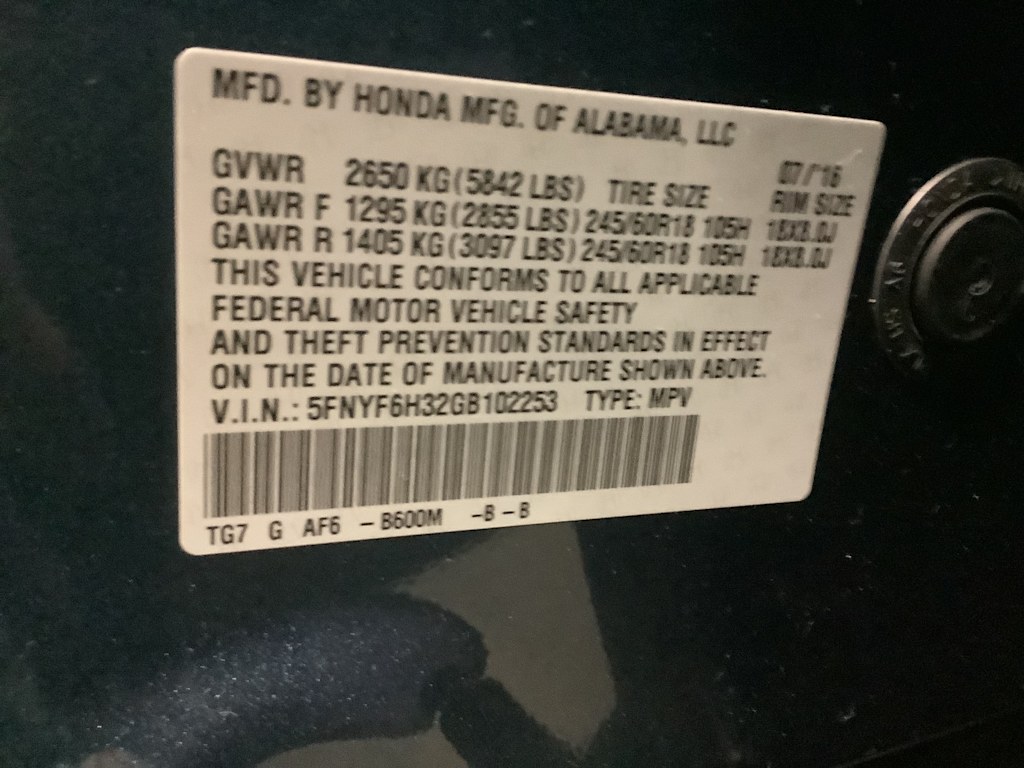 MFD. BY HONDA MFG. OF ALABAMA, LLC
07/'16
GVWR 2650 KG (5842 LBS) TIRE SIZE RIM SIZE
GAWR F 1295 KG (2855 LBS) 245/60R18 105H 18X8.0J
GAWR R 1405 KG (3097 LBS) 245/60R18 105H 18X8.0J
THIS VEHICLE CONFORMS TO ALL APPLICABLE
FEDERAL MOTOR VEHICLE SAFETY
AND THEFT PREVENTION STANDARDS IN EFFECT
ON THE DATE OF MANUFACTURE SHOWN ABOVE.
V.I.N.: 5FNYF6H32GB102253 TYPE: MPV
TG7 G AF6 -B600M -B-B